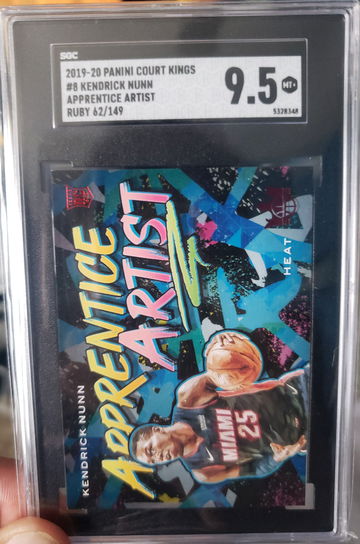 SGC
2019-20 PANINI COURT KINGS
#8 KENDRICK NUNN
APPRENTICE ARTIST
RUBY 62/149
9.5
MT+
5328348
KENDRICK NUNN
APPRENTICE
ARTIST
HEAT
MIAMI
25